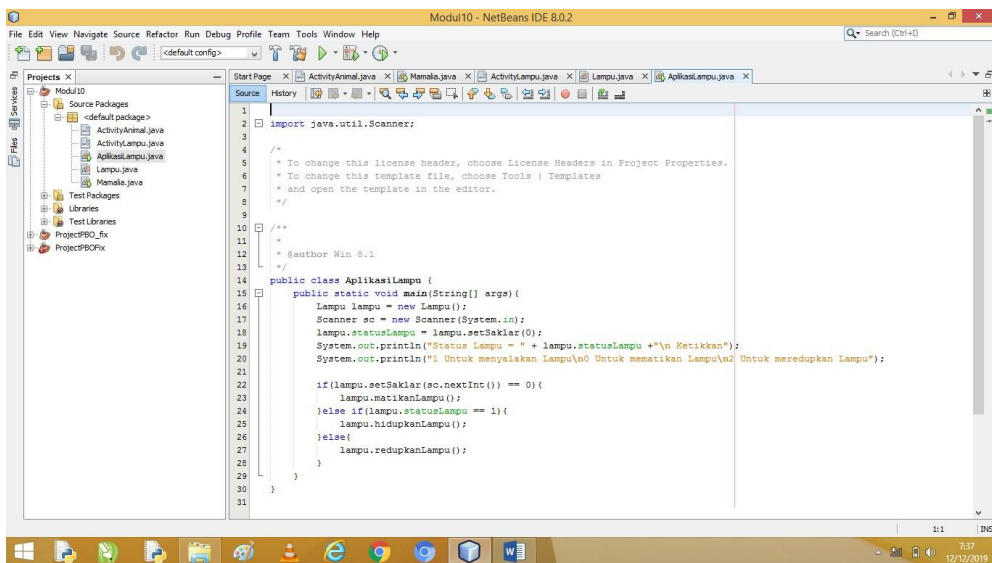 Modul10 - NetBeans IDE 8.0.2
File Edit View Navigate Source Refactor Run Debug Profile Team Tools Window Help
Search (Ctrl+I)
<default config>
Projects
Start Page ActivityAnimal.java Mamalia.java ActivityLampu.java Lampu.java AplikasiLampu.java
Services
Files
Modul10
Source Packages
<default package>
ActivityAnimal.java
ActivityLampu.java
AplikasiLampu.java
Lampu.java
Mamalia.java
Test Packages
Libraries
Test Libraries
ProjectPBO_fix
ProjectPBOFix
Source History
1
2 import java.util.Scanner;
3
4 /*
5 * To change this license header, choose License Headers in Project Properties.
6 * To change this template file, choose Tools | Templates
7 * and open the template in the editor.
8 */
9
10 /**
11 *
12 * @author Win 8.1
13 */
14 public class AplikasiLampu {
15 public static void main(String[] args){
16 Lampu lampu = new Lampu();
17 Scanner sc = new Scanner(System.in);
18 lampu.statusLampu = lampu.setSaklar(0);
19 System.out.println("Status Lampu = " + lampu.statusLampu +"\n Ketikkan");
20 System.out.println("1 Untuk menyalakan Lampu\n0 Untuk mematikan Lampu\n2 Untuk meredupkan Lampu");
21
22 if(lampu.setSaklar(sc.nextInt()) == 0){
23 lampu.matikanLampu();
24 }else if(lampu.statusLampu == 1){
25 lampu.hidupkanLampu();
26 }else{
27 lampu.redupkanLampu();
28 }
29 }
30 }
31
1:1 INS
7:37
12/12/2019